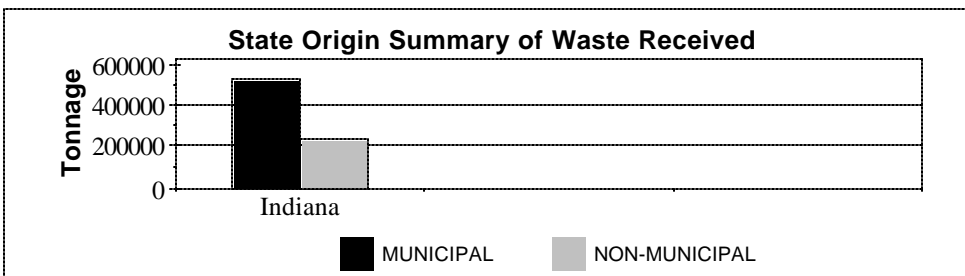 State Origin Summary of Waste Received
Tonnage
600000
400000
200000
0
Indiana
MUNICIPAL NON-MUNICIPAL